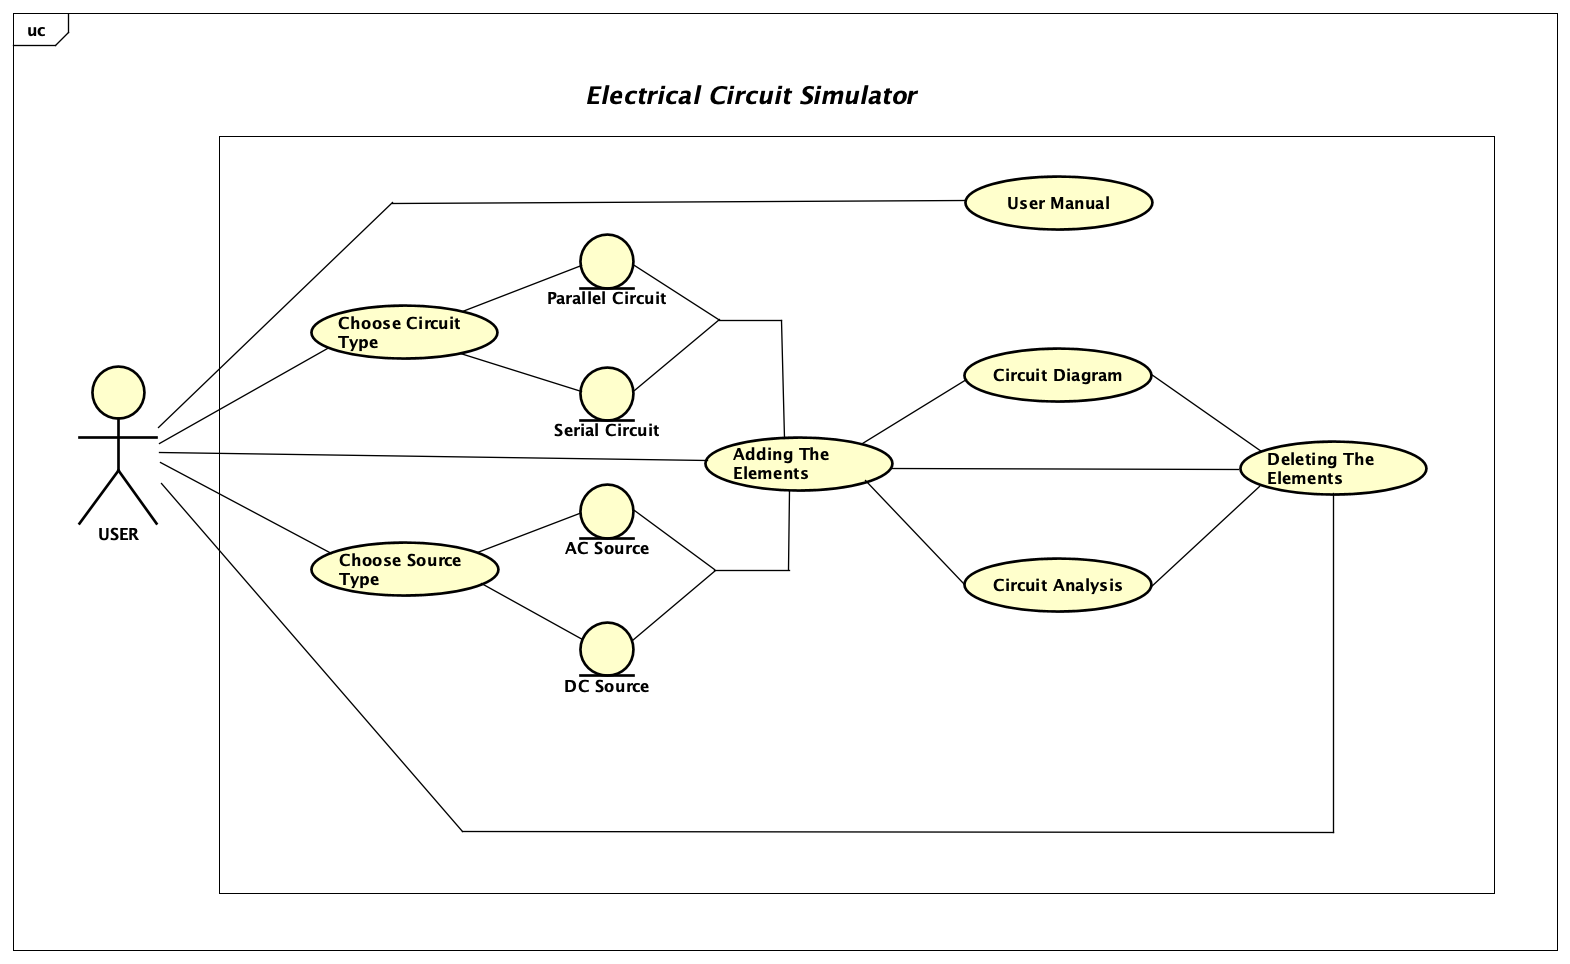 uc
Electrical Circuit Simulator
User Manual
Parallel Circuit
Choose Circuit
Type
Circuit Diagram
Serial Circuit
Adding The
Elements
Deleting The
Elements
USER
AC Source
Choose Source
Type
Circuit Analysis
DC Source